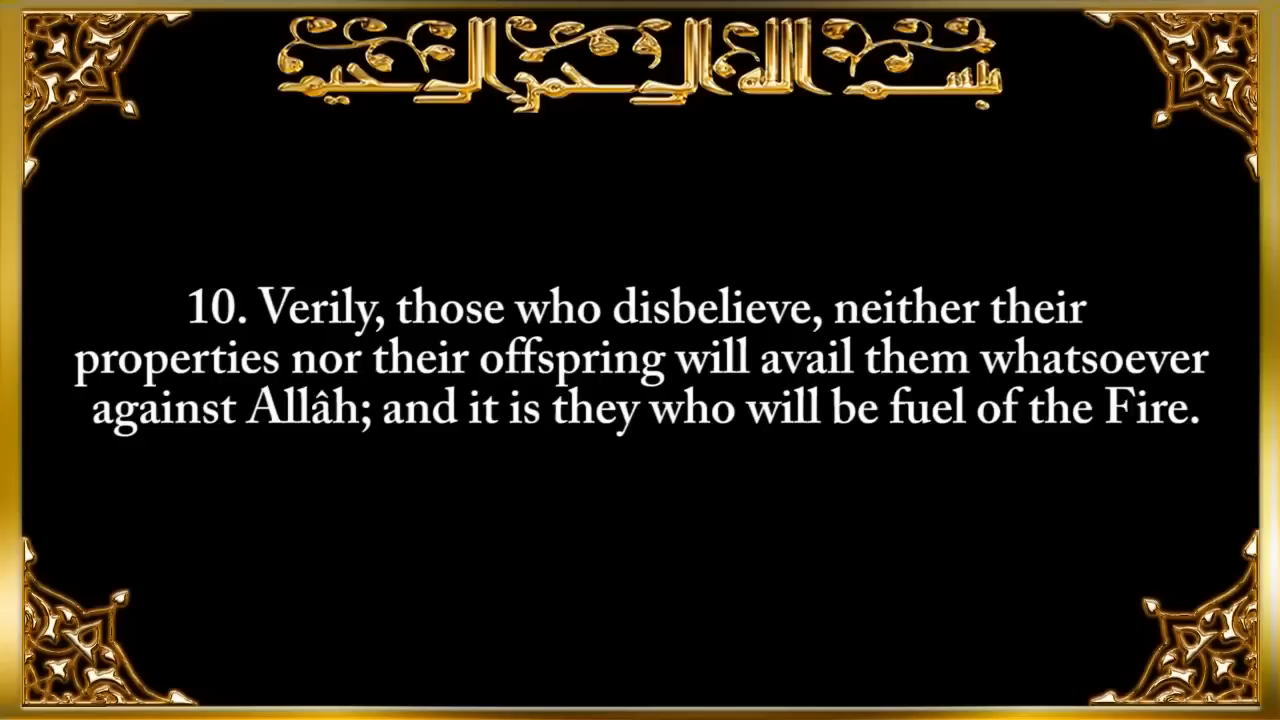 بسم الله الرحمن الرحيم
10. Verily, those who disbelieve, neither their
properties nor their offspring will avail them whatsoever
against Allâh; and it is they who will be fuel of the Fire.